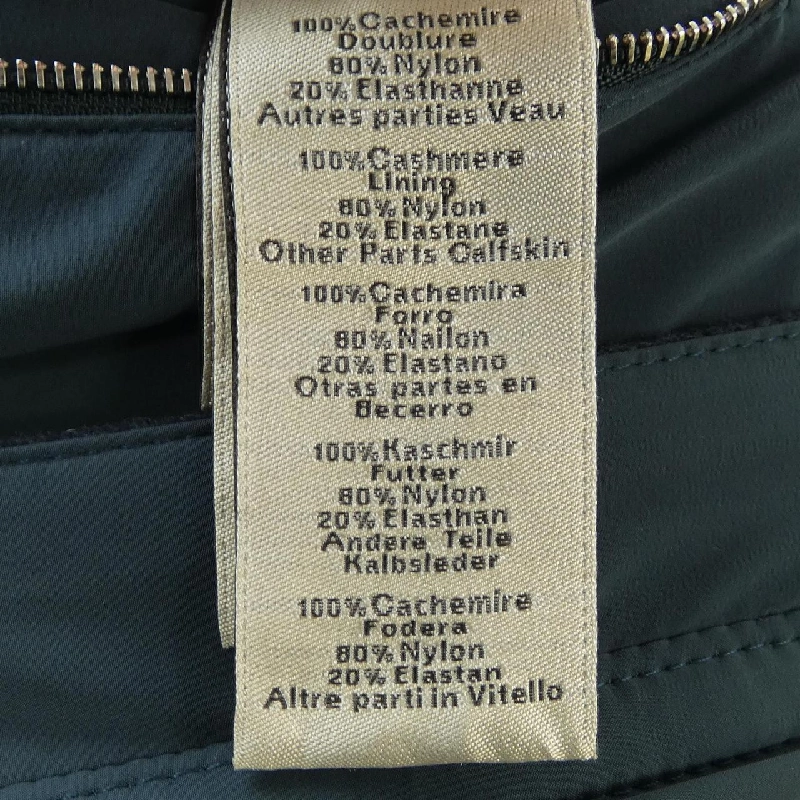 100% Cachemire
Doublure
80% Nylon
20% Elasthanne
Autres parties Veau
100% Cashmere
Lining
80% Nylon
20% Elastane
Other Parts Calfskin
100% Cachemira
Forro
80% Nailon
20% Elastano
Otras partes en
Becerro
100% Kaschmir
Futter
80% Nylon
20% Elasthan
Andere Teile
Kalbsleder
100% Cachemire
Fodera
80% Nylon
20% Elastan
Altre parti in Vitello